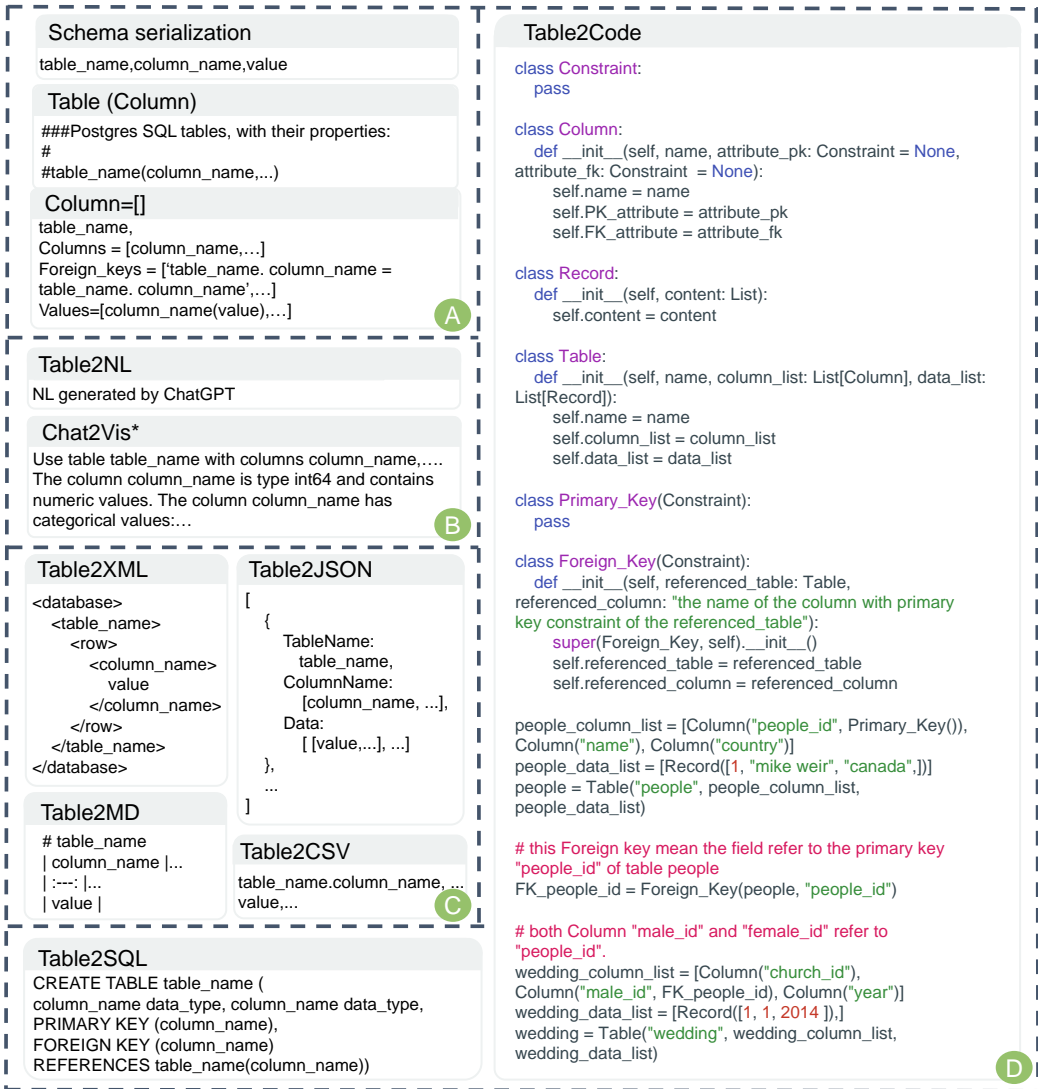 Schema serialization
table_name,column_name,value
Table (Column)
###Postgres SQL tables, with their properties:
#
#table_name(column_name,...)
Column=[]
table_name,
Columns = [column_name,…]
Foreign_keys = [‘table_name. column_name =
table_name. column_name’,…]
Values=[column_name(value),…]
A
Table2NL
NL generated by ChatGPT
Chat2Vis*
Use table table_name with columns column_name,….
The column column_name is type int64 and contains
numeric values. The column column_name has
categorical values:…
B
Table2XML
<database>
<table_name>
<row>
<column_name>
value
</column_name>
</row>
</table_name>
</database>
Table2JSON
[
{
TableName:
table_name,
ColumnName:
[column_name, ...],
Data:
[ [value,...], ...]
},
...
]
Table2MD
# table_name
| column_name |...
| :---: |...
| value |
Table2CSV
table_name.column_name, ...
value,...
C
Table2SQL
CREATE TABLE table_name (
column_name data_type, column_name data_type,
PRIMARY KEY (column_name),
FOREIGN KEY (column_name)
REFERENCES table_name(column_name))
Table2Code
class Constraint:
pass
class Column:
def __init__(self, name, attribute_pk: Constraint = None,
attribute_fk: Constraint  = None):
self.name = name
self.PK_attribute = attribute_pk
self.FK_attribute = attribute_fk
class Record:
def __init__(self, content: List):
self.content = content
class Table:
def __init__(self, name, column_list: List[Column], data_list:
List[Record]):
self.name = name
self.column_list = column_list
self.data_list = data_list
class Primary_Key(Constraint):
pass
class Foreign_Key(Constraint):
def __init__(self, referenced_table: Table,
referenced_column: "the name of the column with primary
key constraint of the referenced_table"):
super(Foreign_Key, self).__init__()
self.referenced_table = referenced_table
self.referenced_column = referenced_column
people_column_list = [Column("people_id", Primary_Key()),
Column("name"), Column("country")]
people_data_list = [Record([1, "mike weir", "canada",])]
people = Table("people", people_column_list,
people_data_list)
# this Foreign key mean the field refer to the primary key
"people_id" of table people
FK_people_id = Foreign_Key(people, "people_id")
# both Column "male_id" and "female_id" refer to
"people_id".
wedding_column_list = [Column("church_id"),
Column("male_id", FK_people_id), Column("year")]
wedding_data_list = [Record([1, 1, 2014 ]),]
wedding = Table("wedding", wedding_column_list,
wedding_data_list)
D